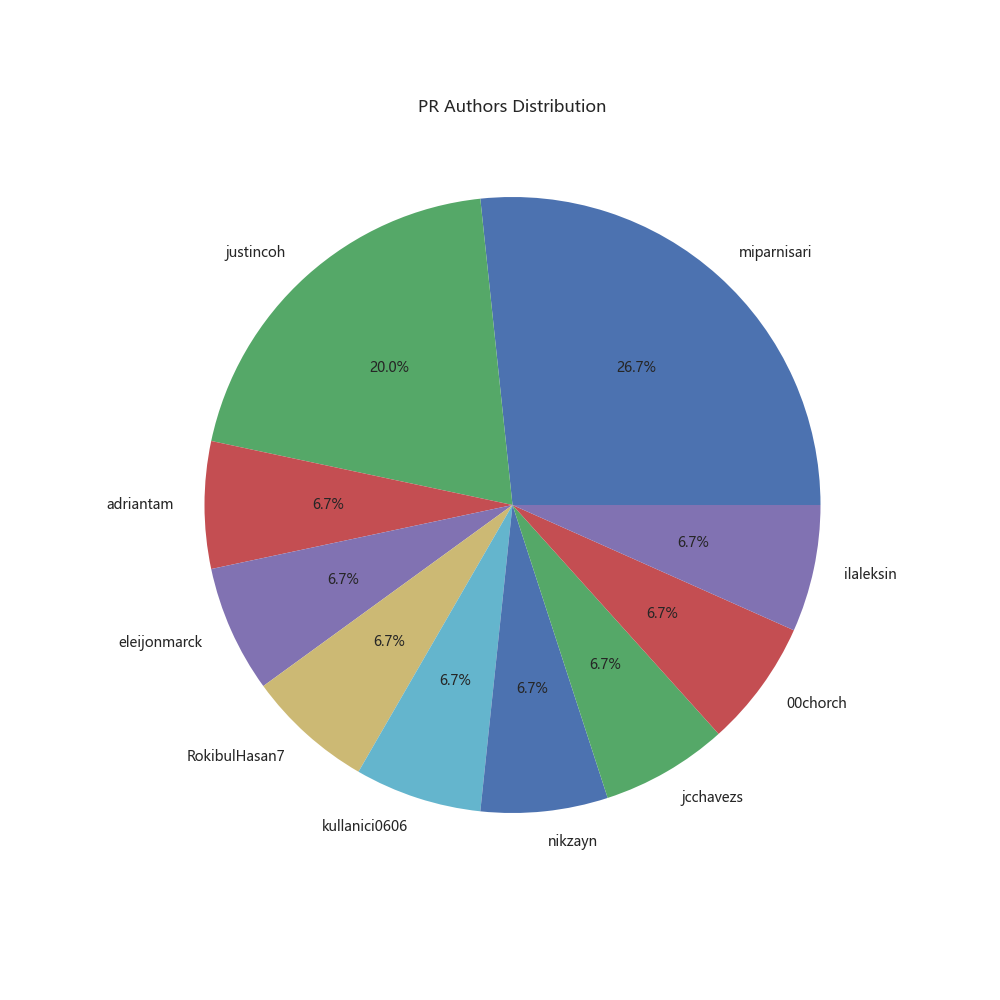 PR Authors Distribution
miparnisari
26.7%
justincoh
20.0%
adriantam
6.7%
eleijonmarck
6.7%
RokibulHasan7
6.7%
kullanici0606
6.7%
nikzayn
6.7%
jcchavezs
6.7%
00chorch
6.7%
ilaleksin
6.7%